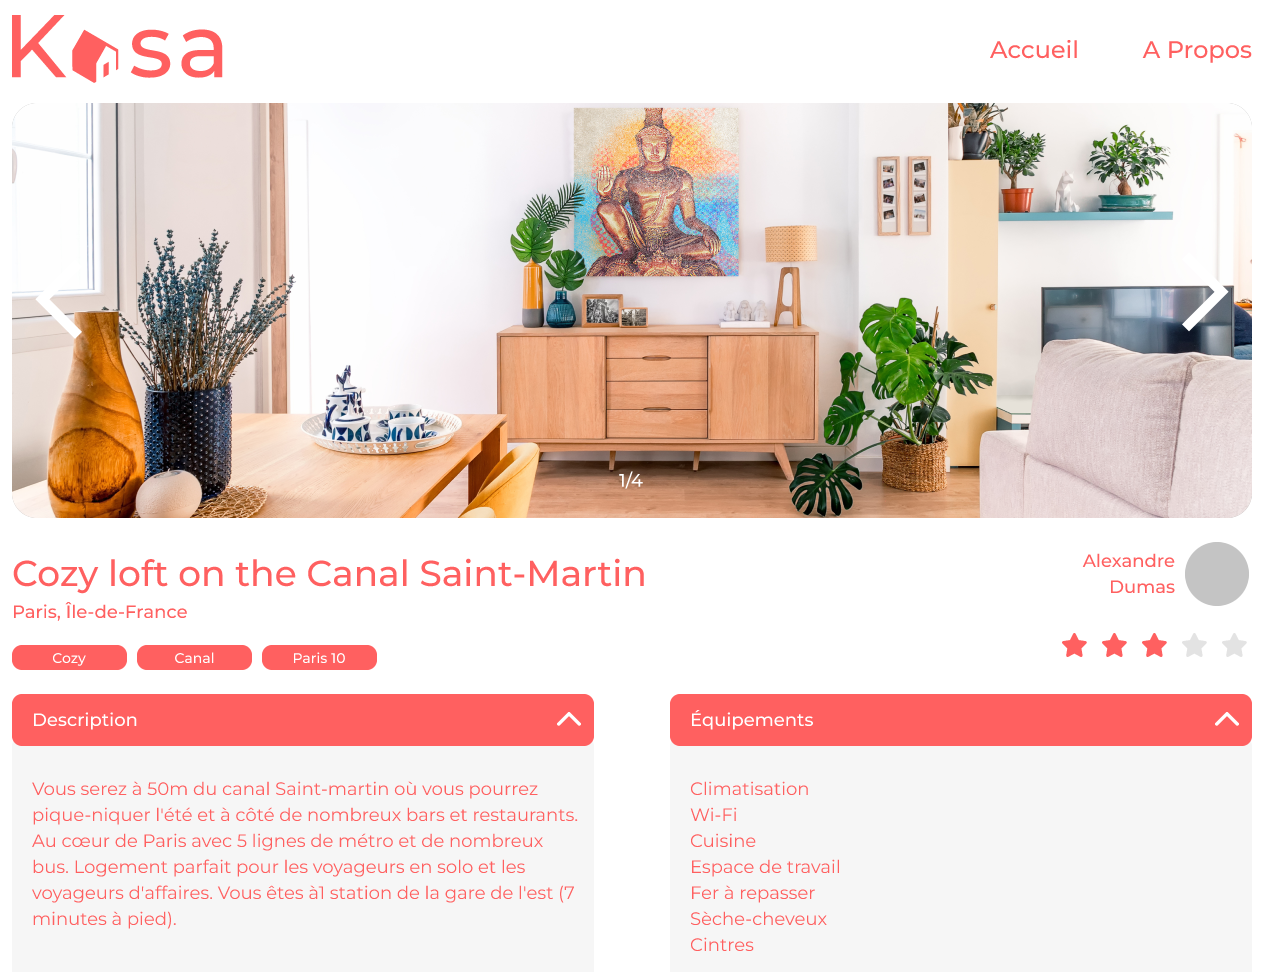 Kasa
Accueil
A Propos
1/4
Cozy loft on the Canal Saint-Martin
Paris, Île-de-France
Cozy
Canal
Paris 10
Alexandre
Dumas
Description
Vous serez à 50m du canal Saint-martin où vous pourrez
pique-niquer l'été et à côté de nombreux bars et restaurants.
Au cœur de Paris avec 5 lignes de métro et de nombreux
bus. Logement parfait pour les voyageurs en solo et les
voyageurs d'affaires. Vous êtes à1 station de la gare de l'est (7
minutes à pied).
Équipements
Climatisation
Wi-Fi
Cuisine
Espace de travail
Fer à repasser
Sèche-cheveux
Cintres